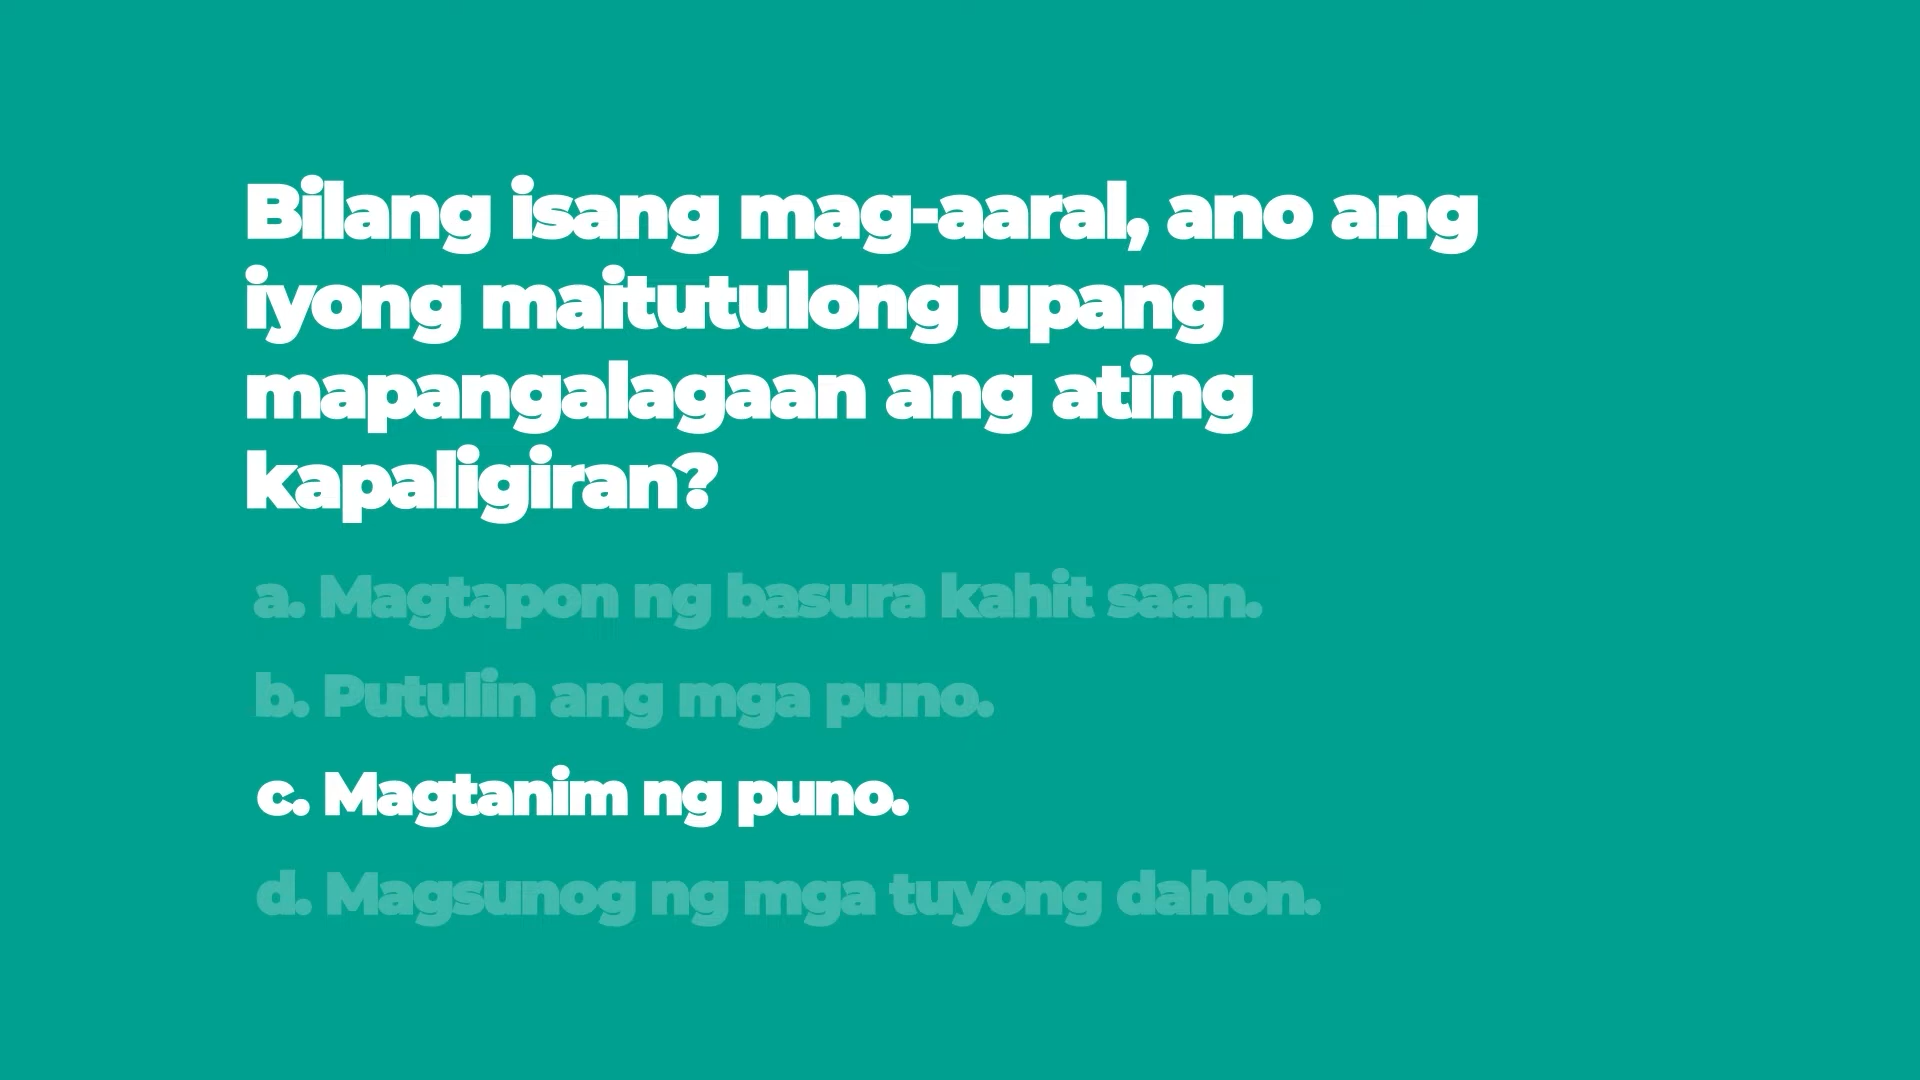 Bilang isang mag-aaral, ano ang
iyong maitutulong upang
mapangalagaan ang ating
kapaligiran?
a. Magtapon ng basura kahit saan.
b. Putulin ang mga puno.
c. Magtanim ng puno.
d. Magsunog ng mga tuyong dahon.